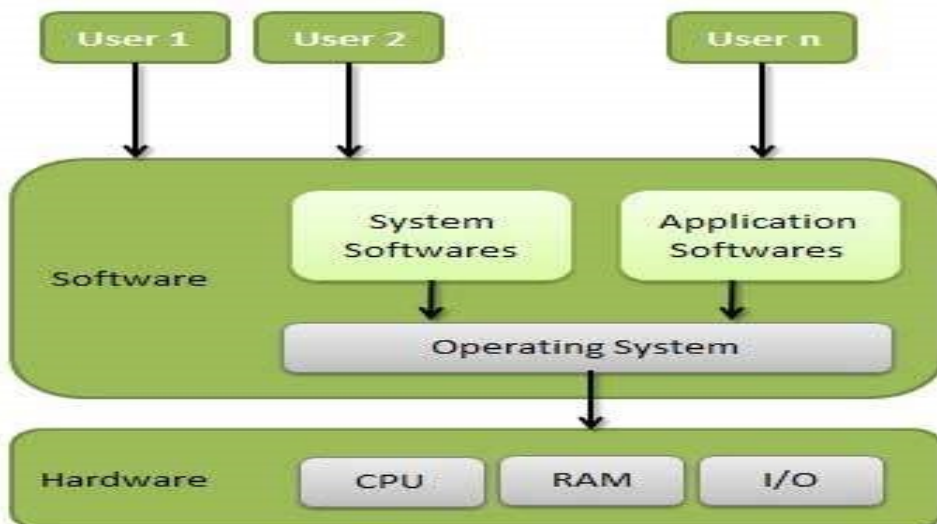 User 1
User 2
User n
System
Softwares
Application
Softwares
Software
Operating System
Hardware
CPU
RAM
I/O